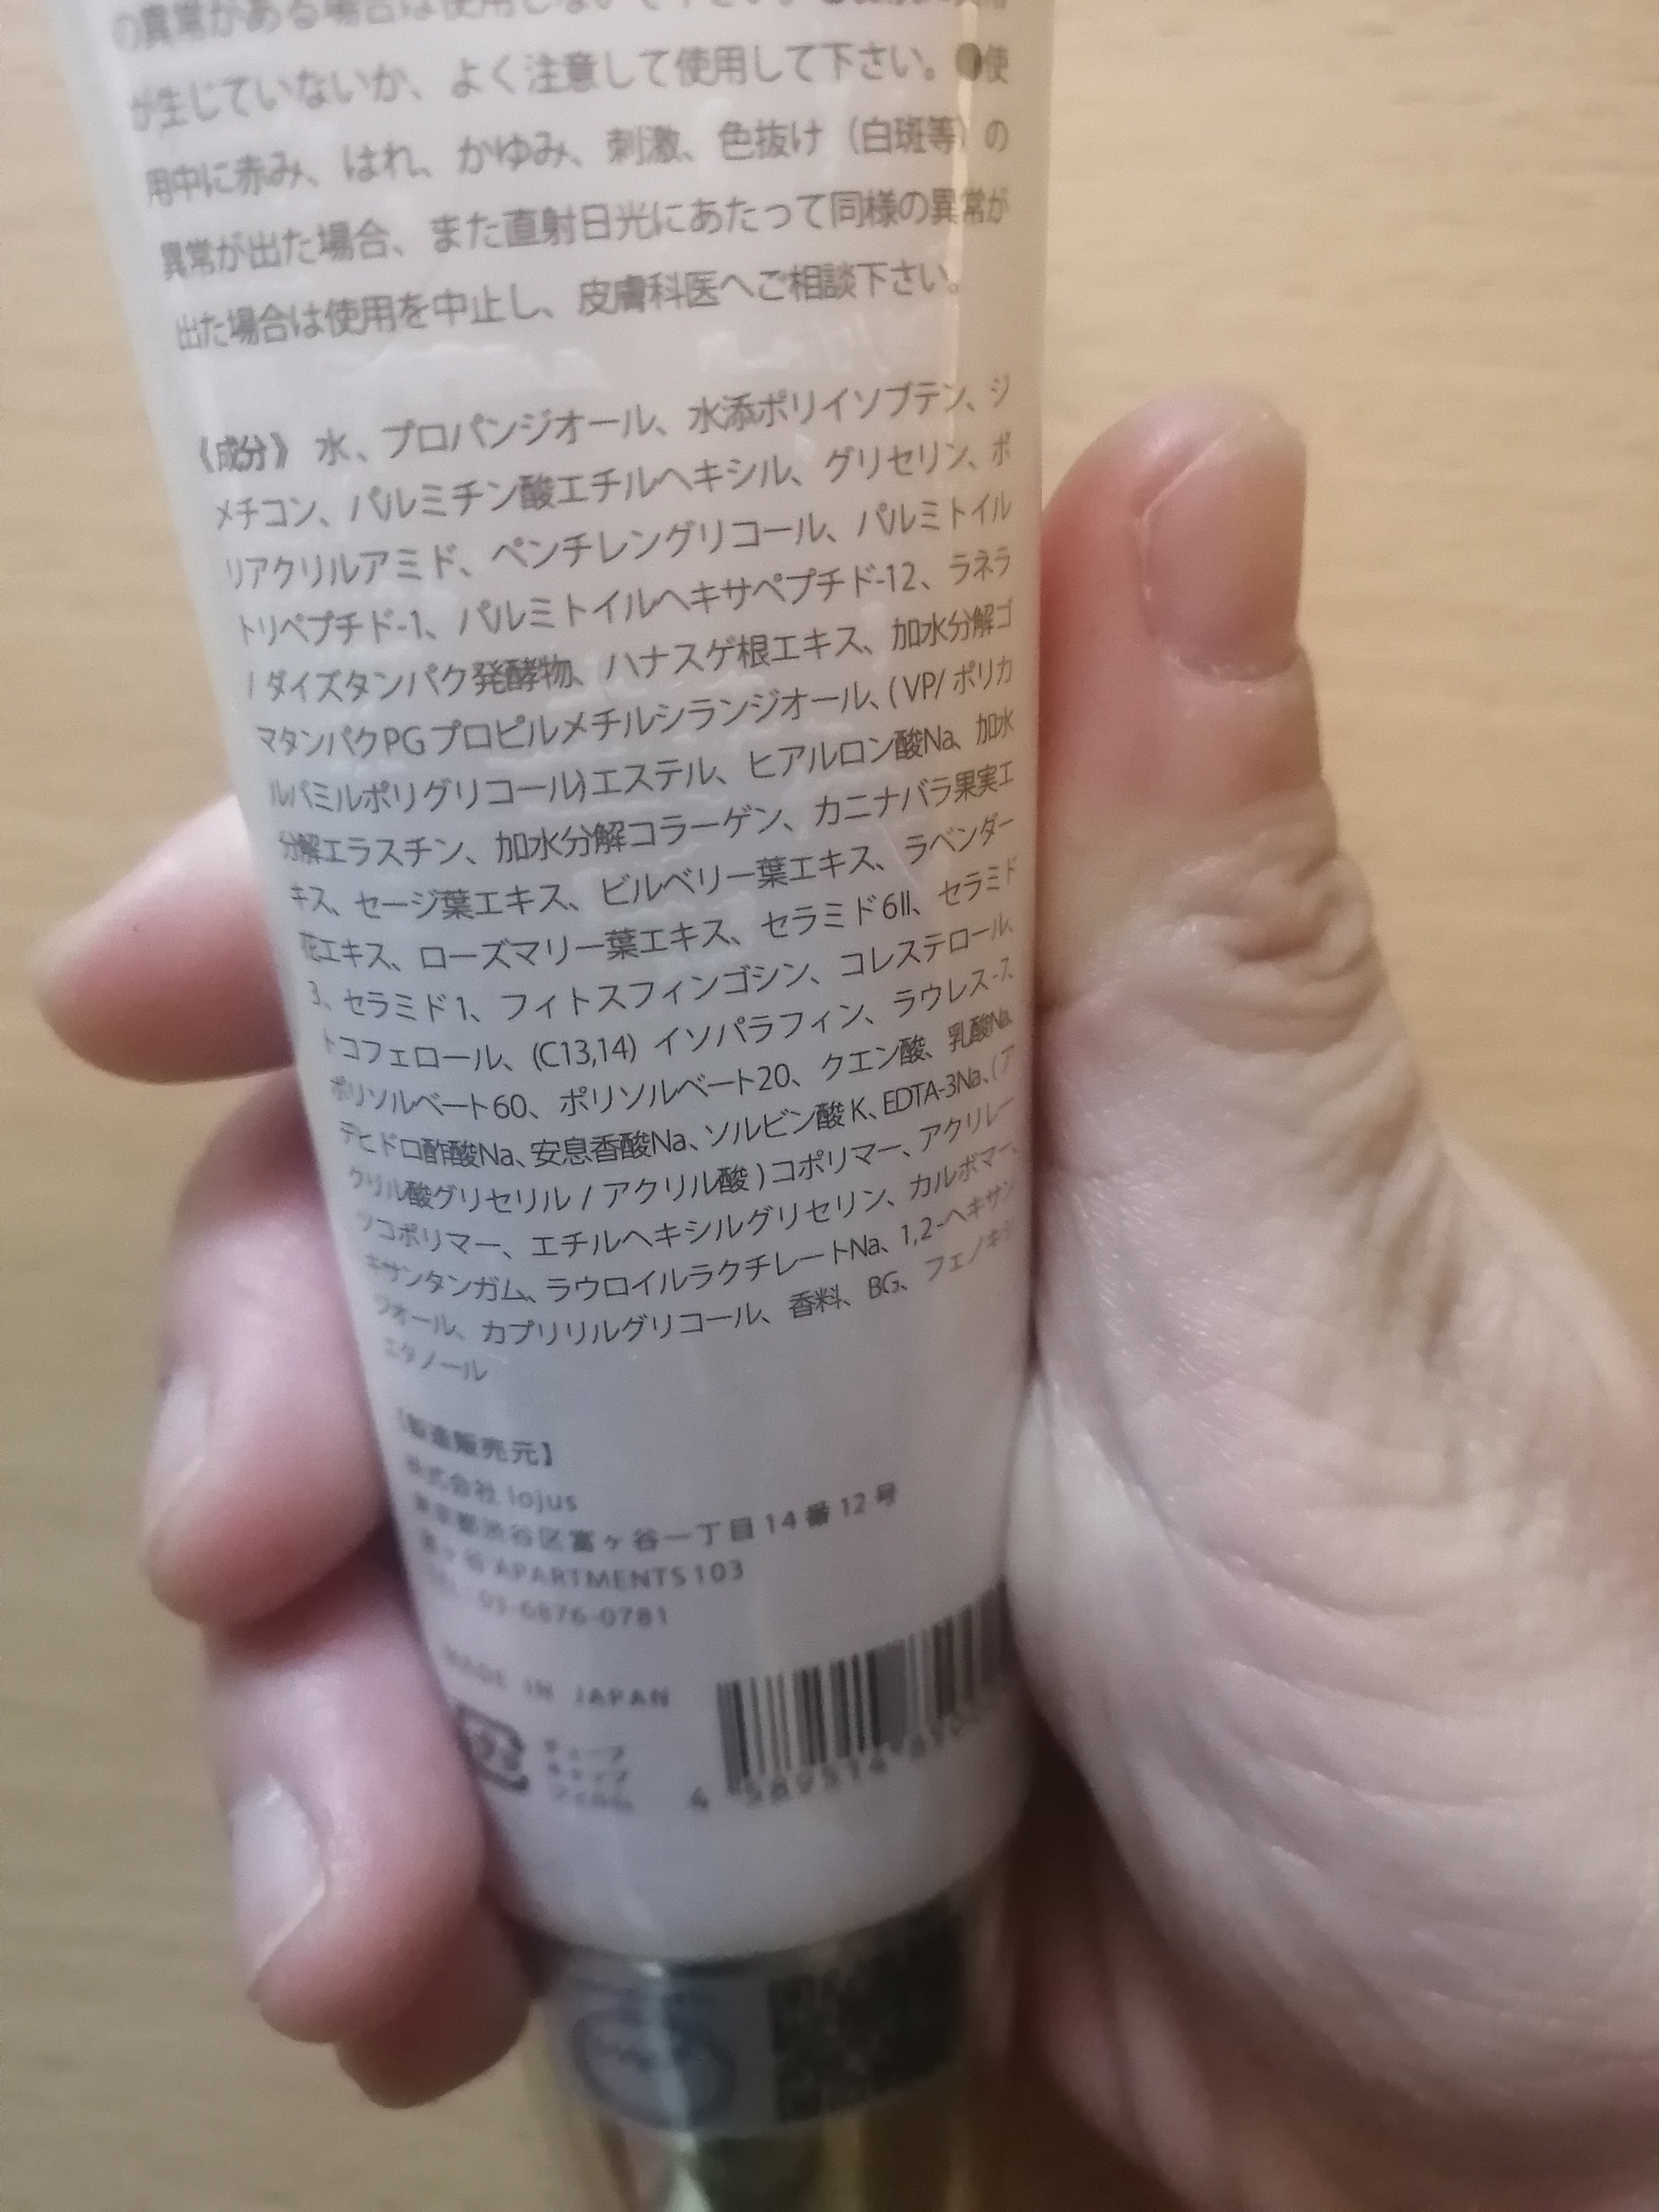 の異常がある場合は使用しないで下さい。
が生じていないか、よく注意して使用して下さい。●使
用中に赤み、はれ、かゆみ、刺激、色抜け（白斑等）の
異常が出た場合、また直射日光にあたって同様の異常が
出た場合は使用を中止し、皮膚科医へご相談下さい。
《成分》 水、プロパンジオール、水添ポリイソブテン、ジ
メチコン、パルミチン酸エチルヘキシル、グリセリン、ポ
リアクリルアミド、ペンチレングリコール、パルミトイル
トリペプチド-1、パルミトイルヘキサペプチド-12、ラネラ
/ ダイズタンパク発酵物、ハナスゲ根エキス、加水分解ゴ
マタンパクPGプロピルメチルシランジオール、( VP/ ポリカ
ルバミルポリグリコール)エステル、ヒアルロン酸Na、加水
分解エラスチン、加水分解コラーゲン、カニナバラ果実エ
キス、セージ葉エキス、ビルベリー葉エキス、ラベンダー
花エキス、ローズマリー葉エキス、セラミド6II、セラミド
3、セラミド1、フィトスフィンゴシン、コレステロール、
トコフェロール、(C13,14) イソパラフィン、ラウレス-7、
ポリソルベート60、ポリソルベート20、クエン酸、乳酸Na、
デヒドロ酢酸Na、安息香酸Na、ソルビン酸K、EDTA-3Na、(ア
クリル酸グリセリル / アクリル酸 ) コポリマー、アクリレー
ツコポリマー、エチルヘキシルグリセリン、カルボマー、
キサンタンガム、ラウロイルラクチレートNa、1,2-ヘキサン
ジオール、カプリリルグリコール、香料、BG、フェノキシ
エタノール
【製造販売元】
株式会社 lojus
東京都渋谷区富ヶ谷一丁目14番12号
富ヶ谷 APARTMENTS 103
03-6876-0781
MADE IN JAPAN
チューブ
キャップ
フィルム
4 589514